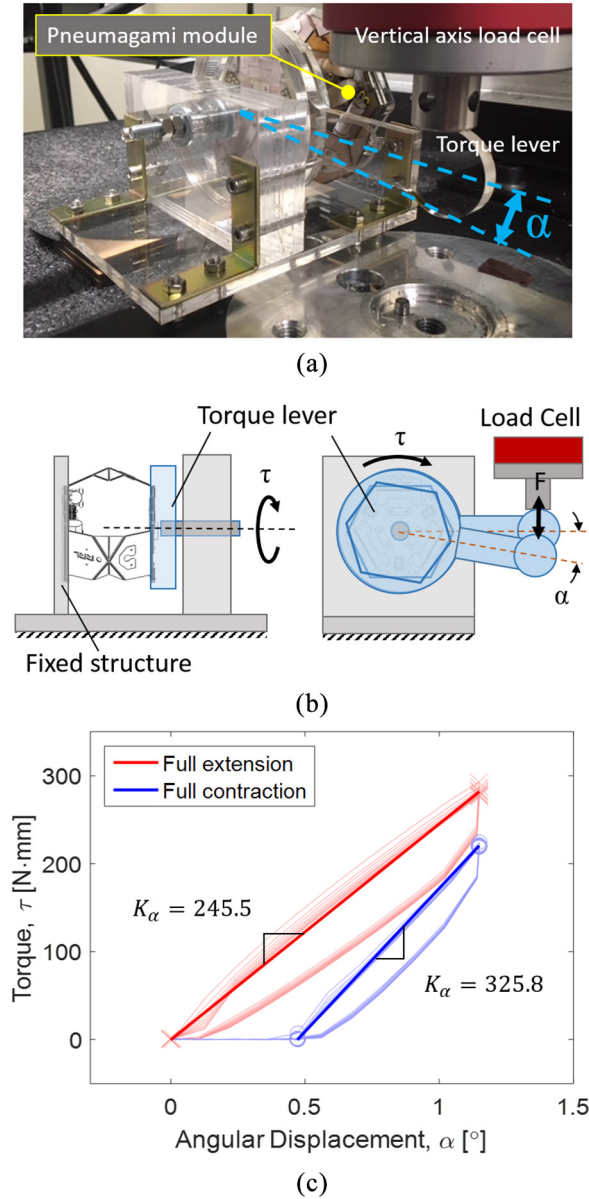 Pneumagami module
Vertical axis load cell
Torque lever
α
(a)
Torque lever
Load Cell
τ
τ
F
α
Fixed structure
(b)
Full extension
Full contraction
300
200
100
0
Kα = 245.5
Kα = 325.8
Torque, τ [N·mm]
0
0.5
1
1.5
Angular Displacement, α [°]
(c)